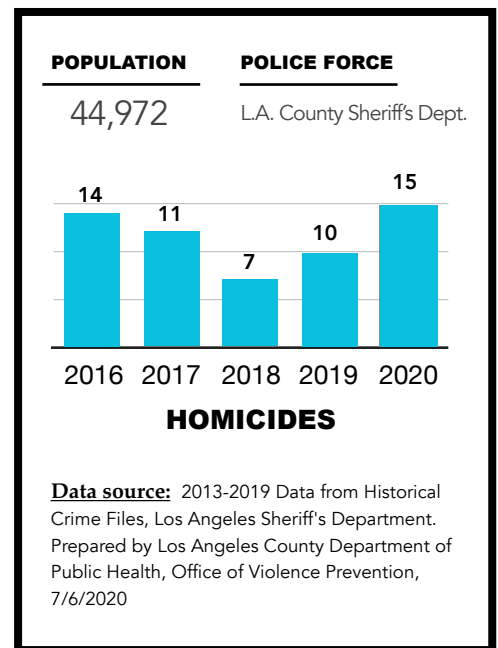 POPULATION
POLICE FORCE
44,972
L.A. County Sheriff's Dept.
14
11
7
10
15
2016 2017 2018 2019 2020
HOMICIDES
Data source: 2013-2019 Data from Historical
Crime Files, Los Angeles Sheriff's Department.
Prepared by Los Angeles County Department of
Public Health, Office of Violence Prevention,
7/6/2020